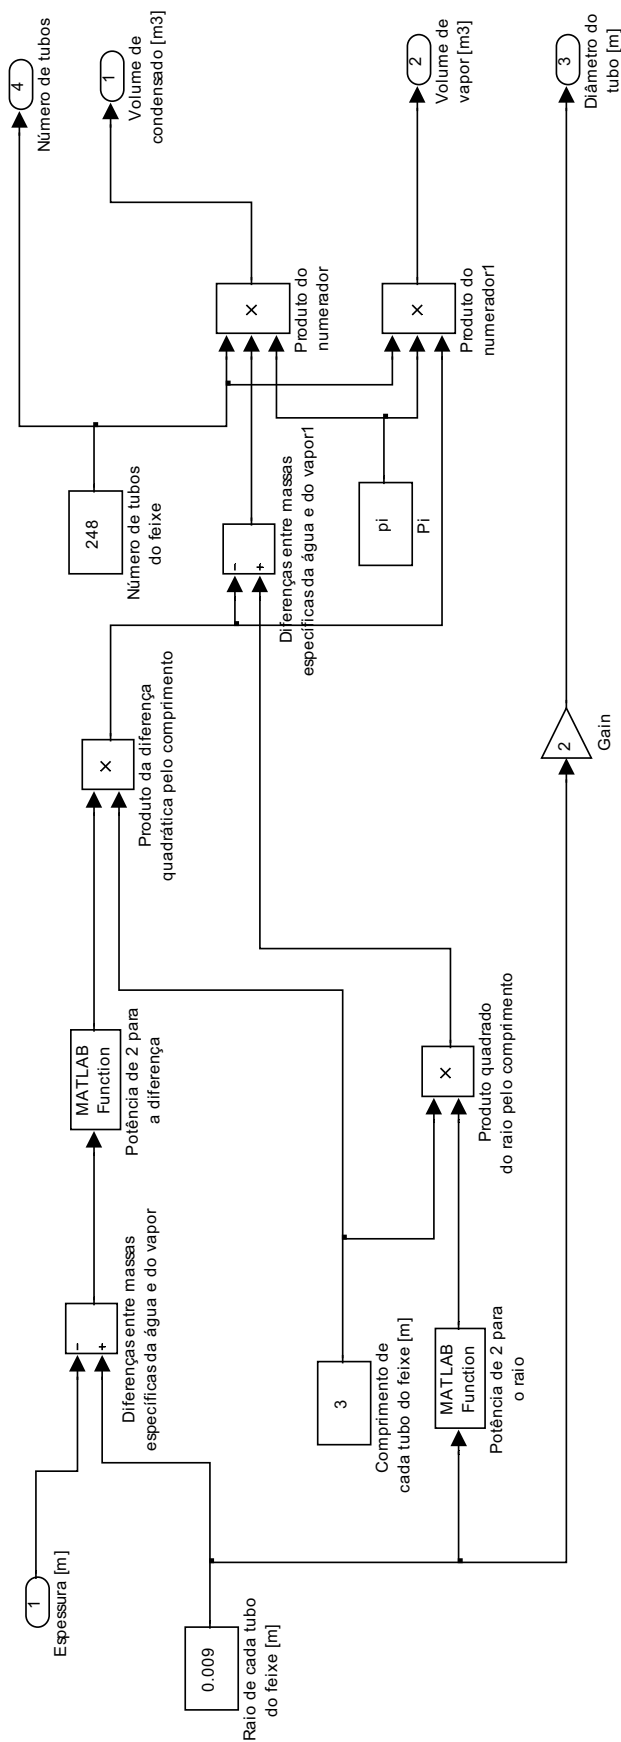 1
Espessura [m]
0.009
Raio de cada tubo
do feixe [m]
−
+
Diferenças entre massas
específicas da água e do vapor
MATLAB
Function
Potência de 2 para
a diferença
3
Comprimento de
cada tubo do feixe [m]
MATLAB
Function
Potência de 2 para
o raio
×
Produto quadrado
do raio pelo comprimento
×
Produto da diferença
quadrática pelo comprimento
2
Gain
248
Número de tubos
do feixe
−
+
Diferenças entre massas
específicas da água e do vapor1
pi
Pi
×
Produto do
numerador
×
Produto do
numerador1
4
Número de tubos
1
Volume de
condensado [m3]
2
Volume de
vapor [m3]
3
Diâmetro do
tubo [m]